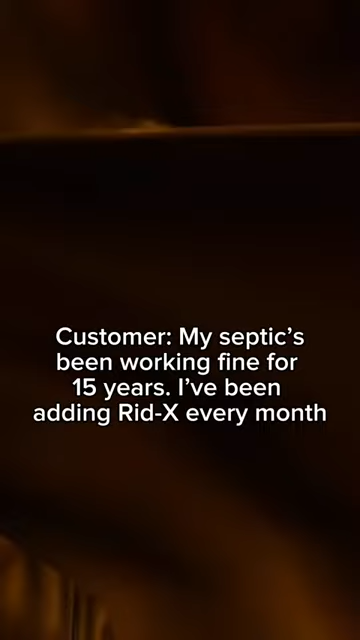 Customer: My septic’s
been working fine for
15 years. I’ve been
adding Rid-X every month